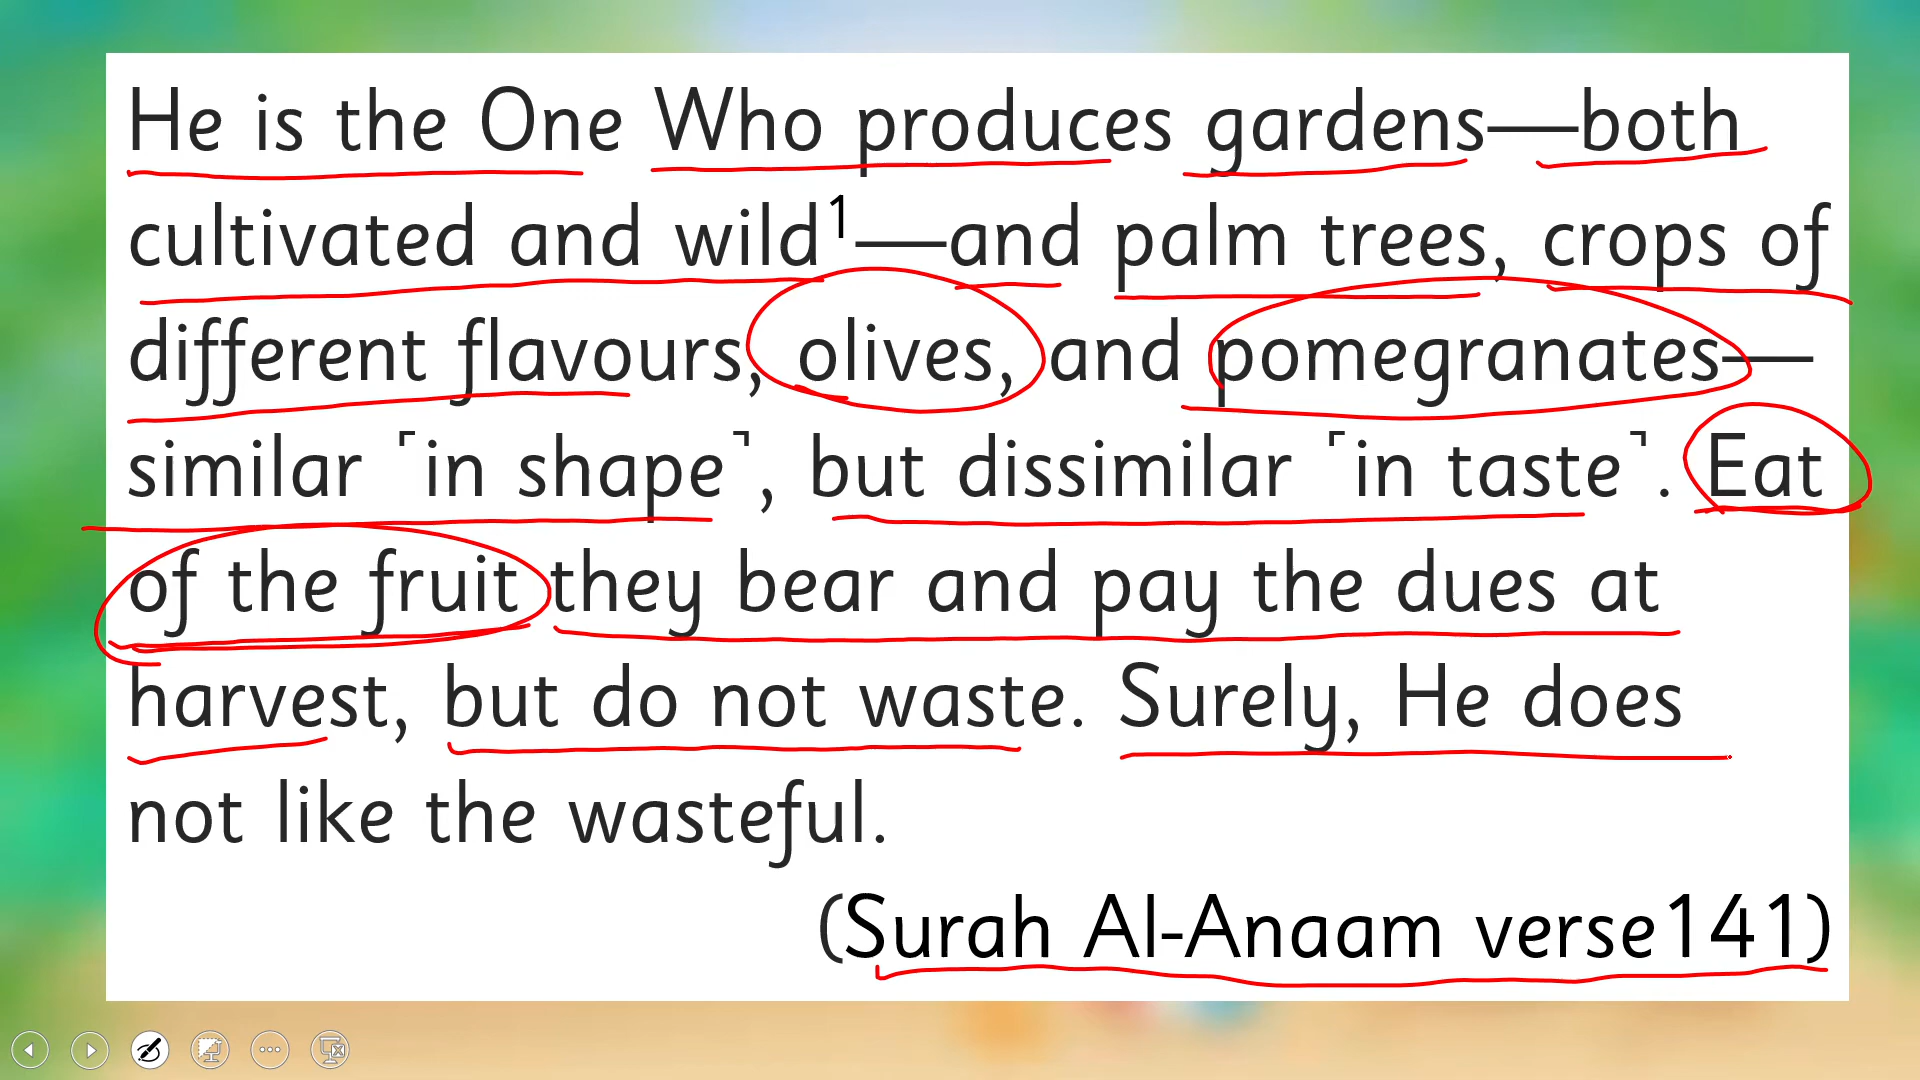 He is the One Who produces gardens—both
cultivated and wild¹—and palm trees, crops of
different flavours, olives, and pomegranates—
similar ˹in shape˺, but dissimilar ˹in taste˺. Eat
of the fruit they bear and pay the dues at
harvest, but do not waste. Surely, He does
not like the wasteful.
(Surah Al-Anaam verse141)